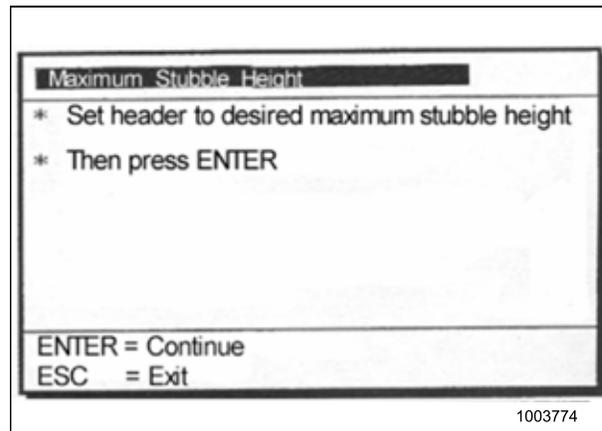 Maximum Stubble Height
* Set header to desired maximum stubble height
* Then press ENTER
ENTER = Continue
ESC = Exit
1003774